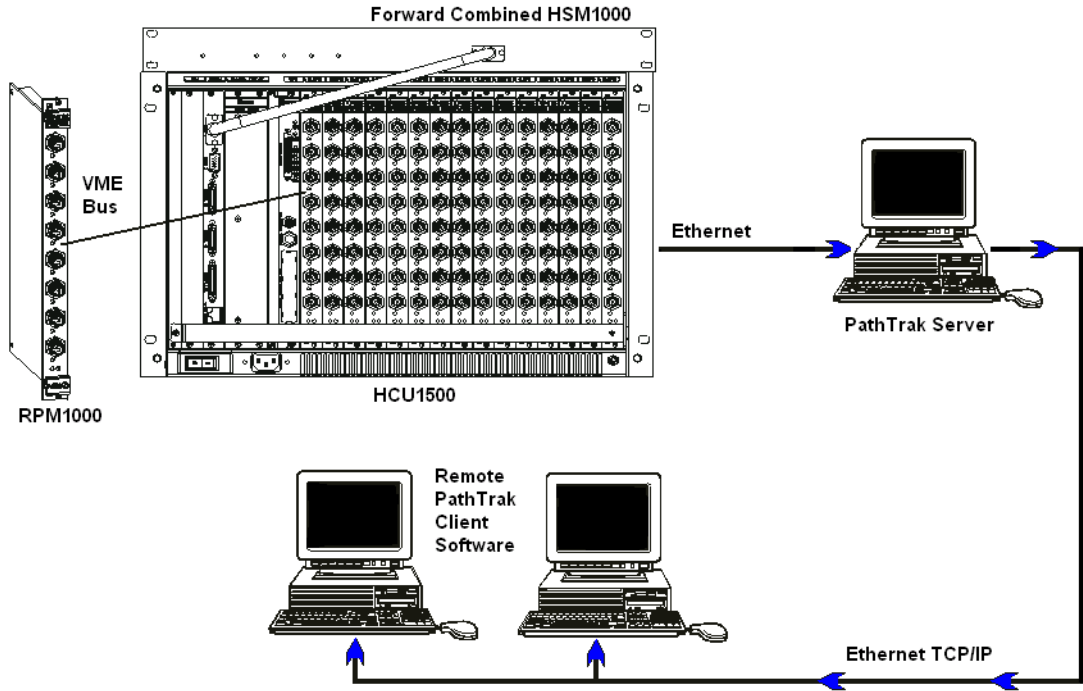 Forward Combined HSM1000
VME
Bus
Ethernet
PathTrak Server
HCU1500
RPM1000
Remote
PathTrak
Client
Software
Ethernet TCP/IP